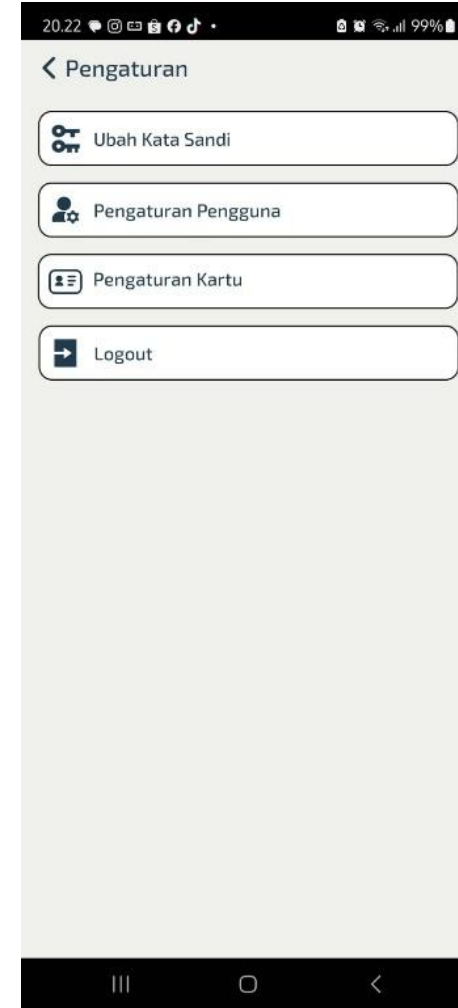 20.22
99%
Pengaturan
Ubah Kata Sandi
Pengaturan Pengguna
Pengaturan Kartu
Logout